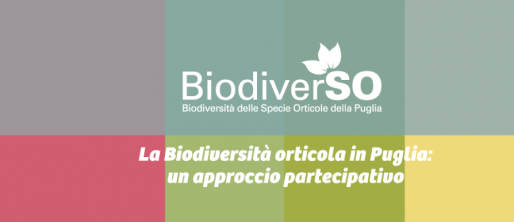 BiodiverSO
Biodiversità delle Specie Orticole della Puglia
La Biodiversità orticola in Puglia:
un approccio partecipativo